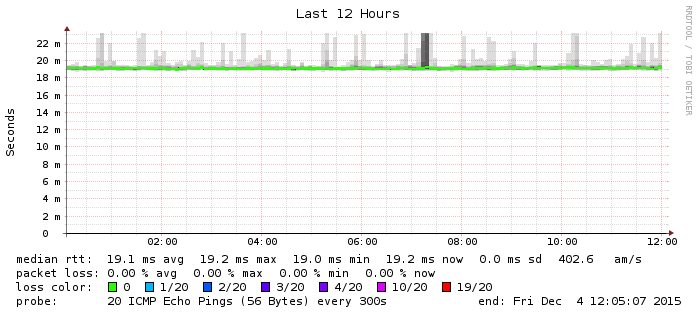 Last 12 Hours
RRDTOOL / TOBI OETIKER
Seconds
22 m
20 m
18 m
16 m
14 m
12 m
10 m
8 m
6 m
4 m
2 m
0
02:00 04:00 06:00 08:00 10:00 12:00
median rtt: 19.1 ms avg 19.2 ms max 19.0 ms min 19.2 ms now 0.0 ms sd 402.6 am/s
packet loss: 0.00 % avg 0.00 % max 0.00 % min 0.00 % now
loss color: 0 1/20 2/20 3/20 4/20 10/20 19/20
probe: 20 ICMP Echo Pings (56 Bytes) every 300s end: Fri Dec 4 12:05:07 2015